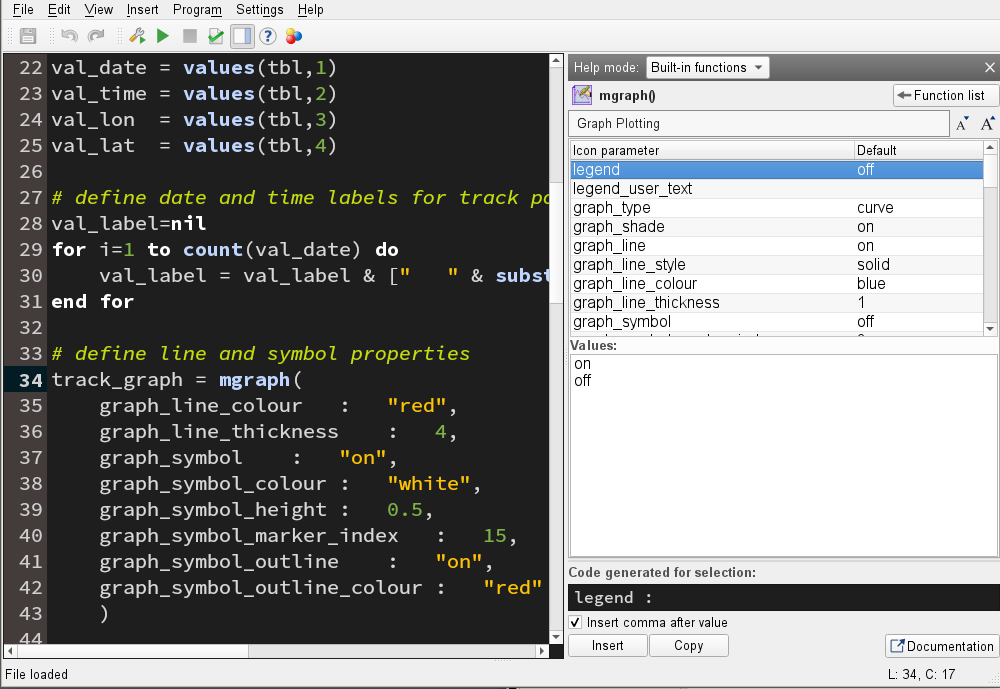 File Edit View Insert Program Settings Help
22 val_date = values(tbl,1)
23 val_time = values(tbl,2)
24 val_lon  = values(tbl,3)
25 val_lat  = values(tbl,4)
26
27 # define date and time labels for track po
28 val_label=nil
29 for i=1 to count(val_date) do
30     val_label = val_label & ["   " & subst
31 end for
32
33 # define line and symbol properties
34 track_graph = mgraph(
35     graph_line_colour   :   "red",
36     graph_line_thickness    :   4,
37     graph_symbol    :   "on",
38     graph_symbol_colour :   "white",
39     graph_symbol_height :   0.5,
40     graph_symbol_marker_index   :   15,
41     graph_symbol_outline    :   "on",
42     graph_symbol_outline_colour :   "red"
43     )
44
Help mode: Built-in functions
mgraph() Function list
Graph Plotting A A
Icon parameter Default
legend off
legend_user_text
graph_type curve
graph_shade on
graph_line on
graph_line_style solid
graph_line_colour blue
graph_line_thickness 1
graph_symbol off
Values:
on
off
Code generated for selection:
legend :
Insert comma after value
Insert Copy Documentation
File loaded L: 34, C: 17